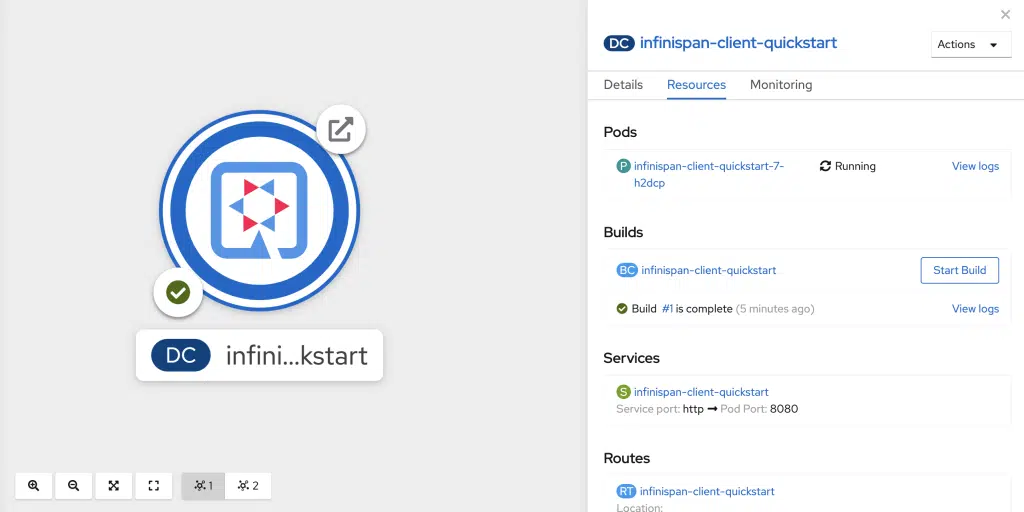 DC infini...kstart
1
2
DC infinispan-client-quickstart
Actions
Details Resources Monitoring
Pods
P infinispan-client-quickstart-7-
h2dcp
Running
View logs
Builds
BC infinispan-client-quickstart
Start Build
Build #1 is complete (5 minutes ago)
View logs
Services
S infinispan-client-quickstart
Service port: http → Pod Port: 8080
Routes
RT infinispan-client-quickstart
Location: